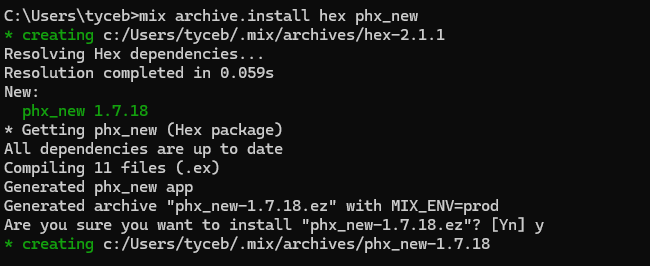 C:\Users\tyceb>mix archive.install hex phx_new
* creating c:/Users/tyceb/.mix/archives/hex-2.1.1
Resolving Hex dependencies...
Resolution completed in 0.059s
New:
  phx_new 1.7.18
* Getting phx_new (Hex package)
All dependencies are up to date
Compiling 11 files (.ex)
Generated phx_new app
Generated archive "phx_new-1.7.18.ez" with MIX_ENV=prod
Are you sure you want to install "phx_new-1.7.18.ez"? [Yn] y
* creating c:/Users/tyceb/.mix/archives/phx_new-1.7.18